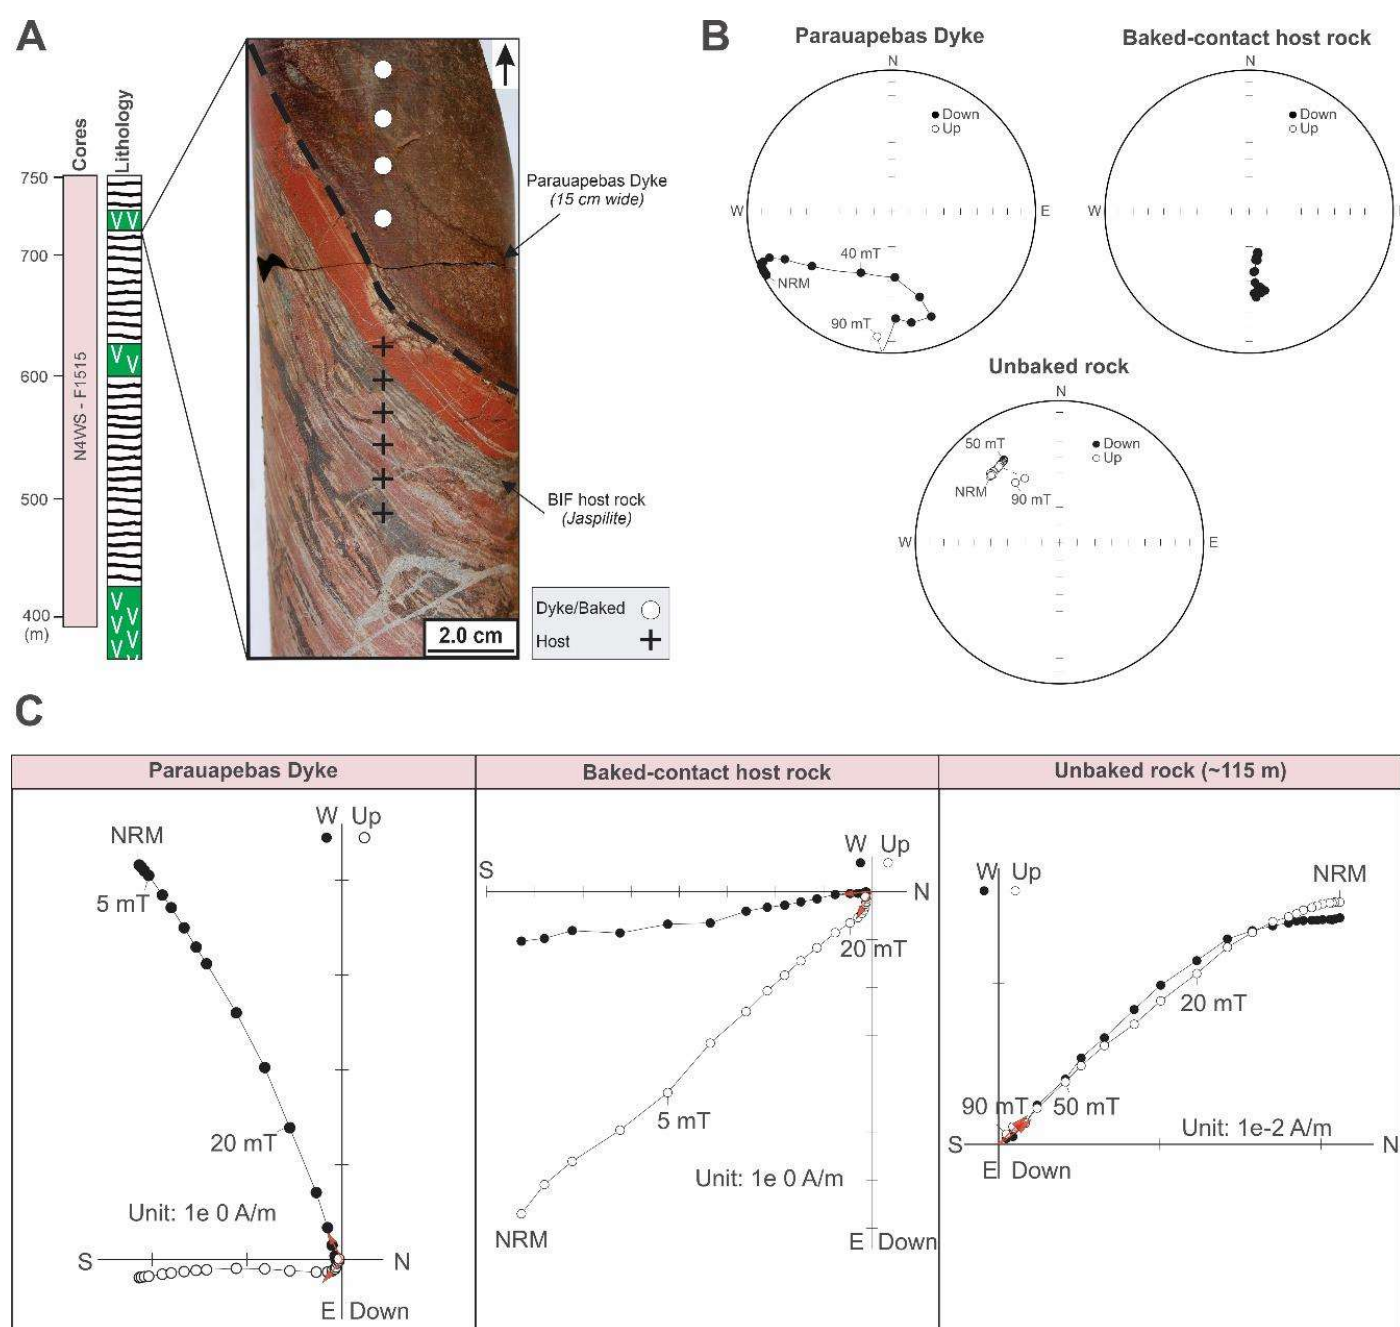 A
Cores
Lithology
750
700
600
500
400
(m)
N4WS - F1515
V V
V
V
V
V
V
V
V
V
V
V
Parauapebas Dyke
(15 cm wide)
BIF host rock
(Jaspilite)
2.0 cm
Dyke/Baked
Host
B
Parauapebas Dyke
N
Down
Up
W
E
40 mT
NRM
90 mT
Baked-contact host rock
N
Down
Up
W
Unbaked rock
N
50 mT
Down
Up
NRM
90 mT
W
E
C
Parauapebas Dyke
W Up
NRM
5 mT
20 mT
Unit: 1e 0 A/m
S
N
E Down
Baked-contact host rock
W Up
S
N
20 mT
5 mT
Unit: 1e 0 A/m
NRM
E Down
Unbaked rock (~115 m)
W Up
NRM
20 mT
90 mT
50 mT
Unit: 1e-2 A/m
S
N
E Down